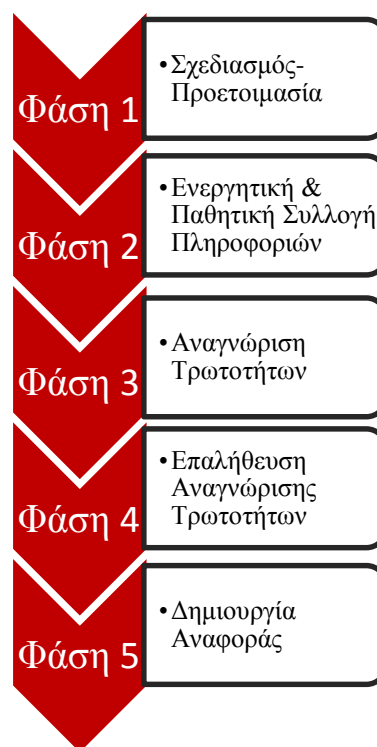 Φάση 1
•Σχεδιασμός-
Προετοιμασία
Φάση 2
•Ενεργητική &
Παθητική Συλλογή
Πληροφοριών
Φάση 3
•Αναγνώριση
Τρωτοτήτων
Φάση 4
•Επαλήθευση
Αναγνώρισης
Τρωτοτήτων
Φάση 5
•Δημιουργία
Αναφοράς